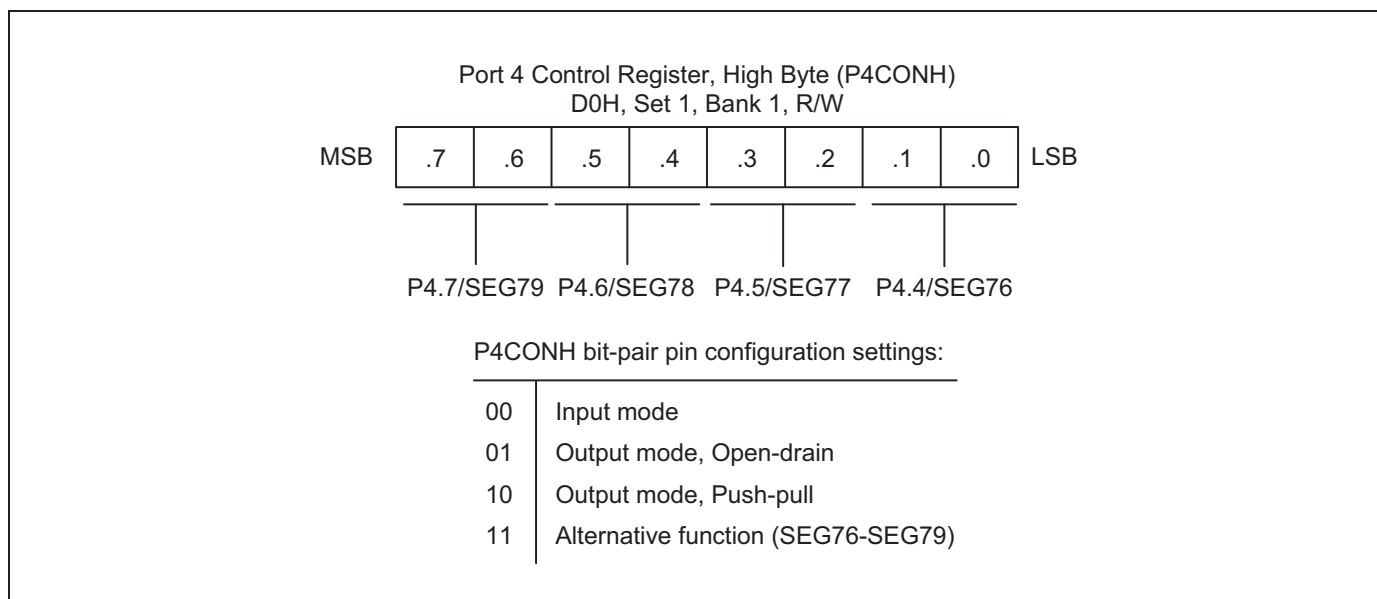 Port 4 Control Register, High Byte (P4CONH)
D0H, Set 1, Bank 1, R/W
MSB .7 .6 .5 .4 .3 .2 .1 .0 LSB
P4.7/SEG79 P4.6/SEG78 P4.5/SEG77 P4.4/SEG76
P4CONH bit-pair pin configuration settings:
00 Input mode
01 Output mode, Open-drain
10 Output mode, Push-pull
11 Alternative function (SEG76-SEG79)